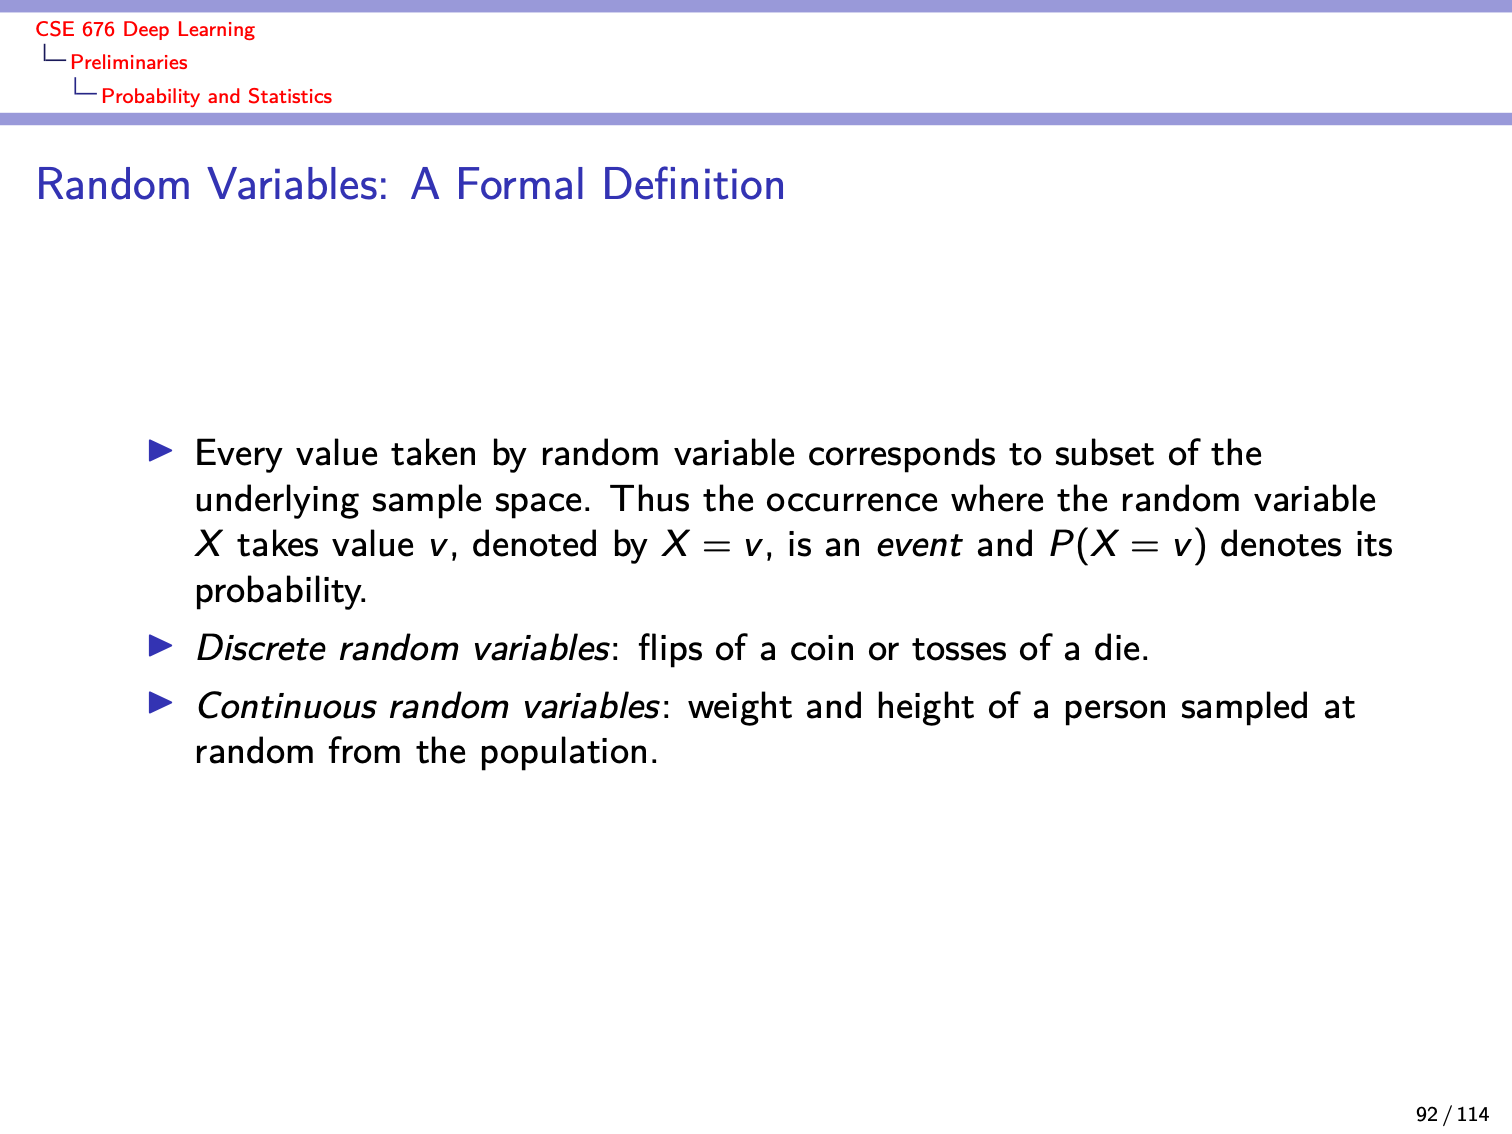 CSE 676 Deep Learning
Preliminaries
Probability and Statistics
Random Variables: A Formal Definition
▶ Every value taken by random variable corresponds to subset of the
underlying sample space. Thus the occurrence where the random variable
X takes value v, denoted by X = v, is an event and P(X = v) denotes its
probability.
▶ Discrete random variables: flips of a coin or tosses of a die.
▶ Continuous random variables: weight and height of a person sampled at
random from the population.
92 / 114